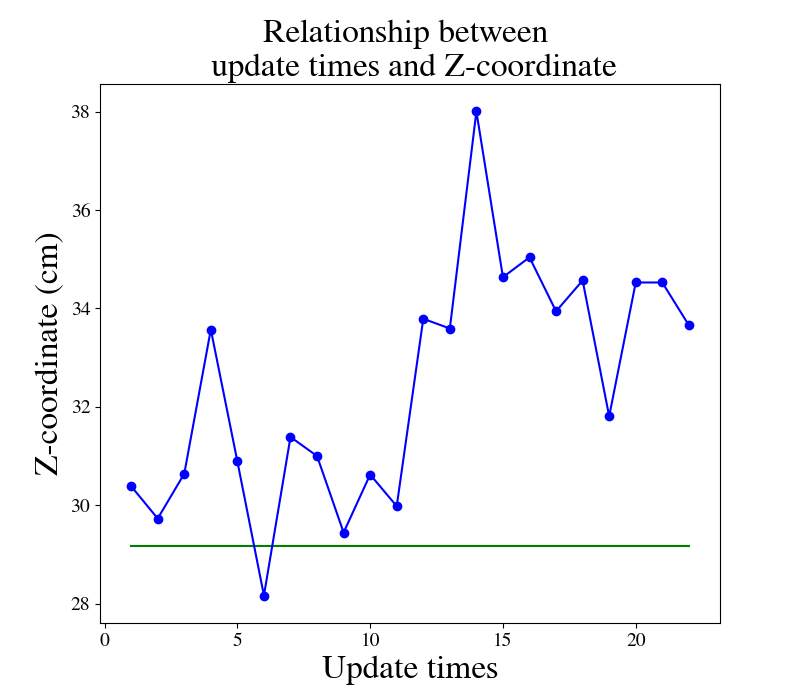 Relationship between
update times and Z-coordinate
Z-coordinate (cm)
38
36
34
32
30
28
0 5 10 15 20
Update times